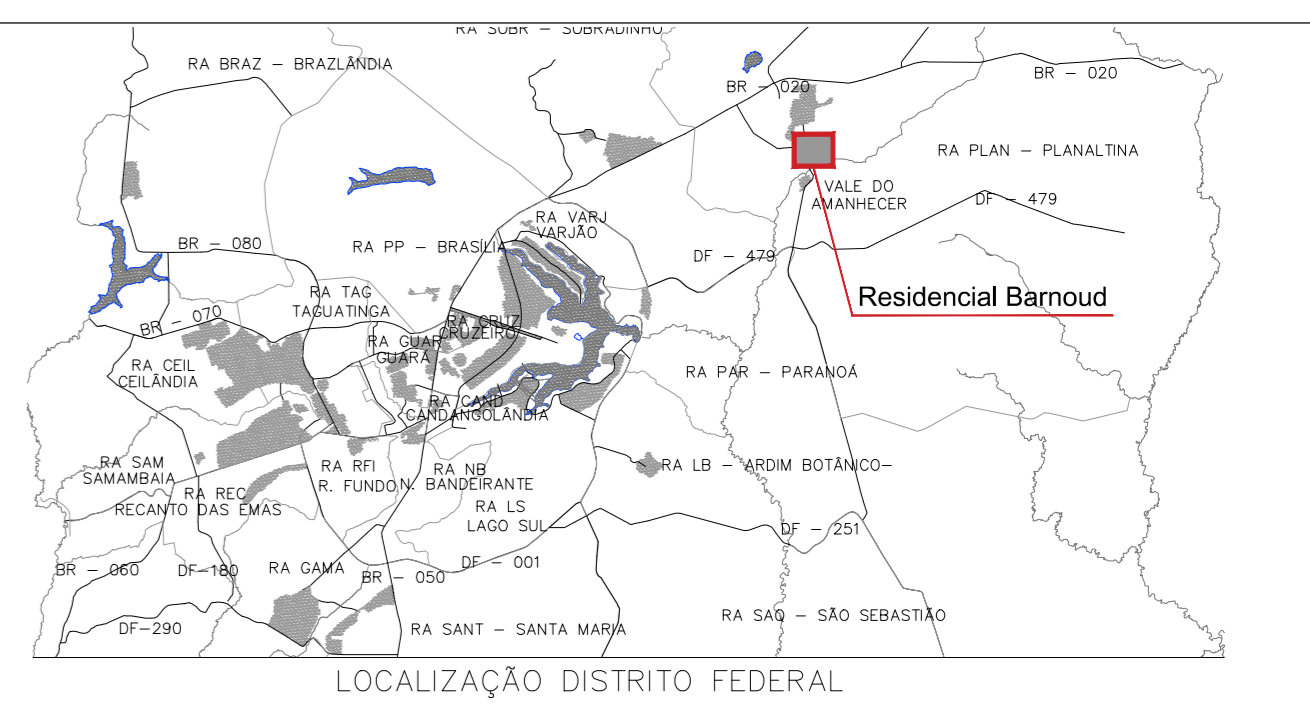 RA SOBR – SOBRADINHO
RA BRAZ – BRAZLÂNDIA
BR – 020
BR – 020
RA PLAN – PLANALTINA
VALE DO
AMANHECER
DF – 479
RA VARJ
VARJÃO
BR – 080
RA PP – BRASÍLIA
DF – 479
RA TAG
TAGUATINGA
Residencial Barnoud
BR – 070
RA CRUZ
CRUZEIRO
RA GUAR
GUARÁ
RA CEIL
CEILÂNDIA
RA PAR – PARANOÁ
RA CAND
CANDANGOLÂNDIA
RA SAM
SAMAMBAIA
RA RFI
R. FUNDO
RA NB
N. BANDEIRANTE
RA LB – ARDIM BOTÂNICO–
RA REC
RECANTO DAS EMAS
RA LS
LAGO SUL
DF – 251
BR – 060
DF–180
RA GAMA
BR – 050
DF – 001
DF–290
RA SANT – SANTA MARIA
RA SAQ – SÃO SEBASTIÃO
LOCALIZAÇÃO DISTRITO FEDERAL